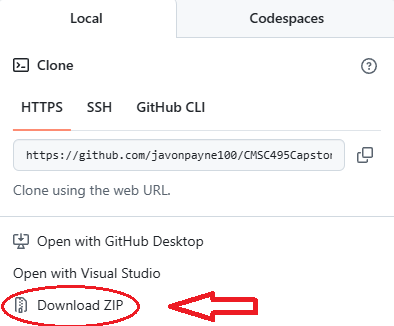 Local Codespaces
Clone
HTTPS SSH GitHub CLI
https://github.com/javonpayne100/CMSC495Capsto
Clone using the web URL.
Open with GitHub Desktop
Open with Visual Studio
Download ZIP